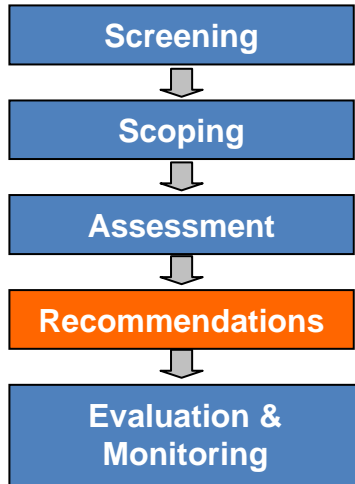 Screening
Scoping
Assessment
Recommendations
Evaluation &
Monitoring